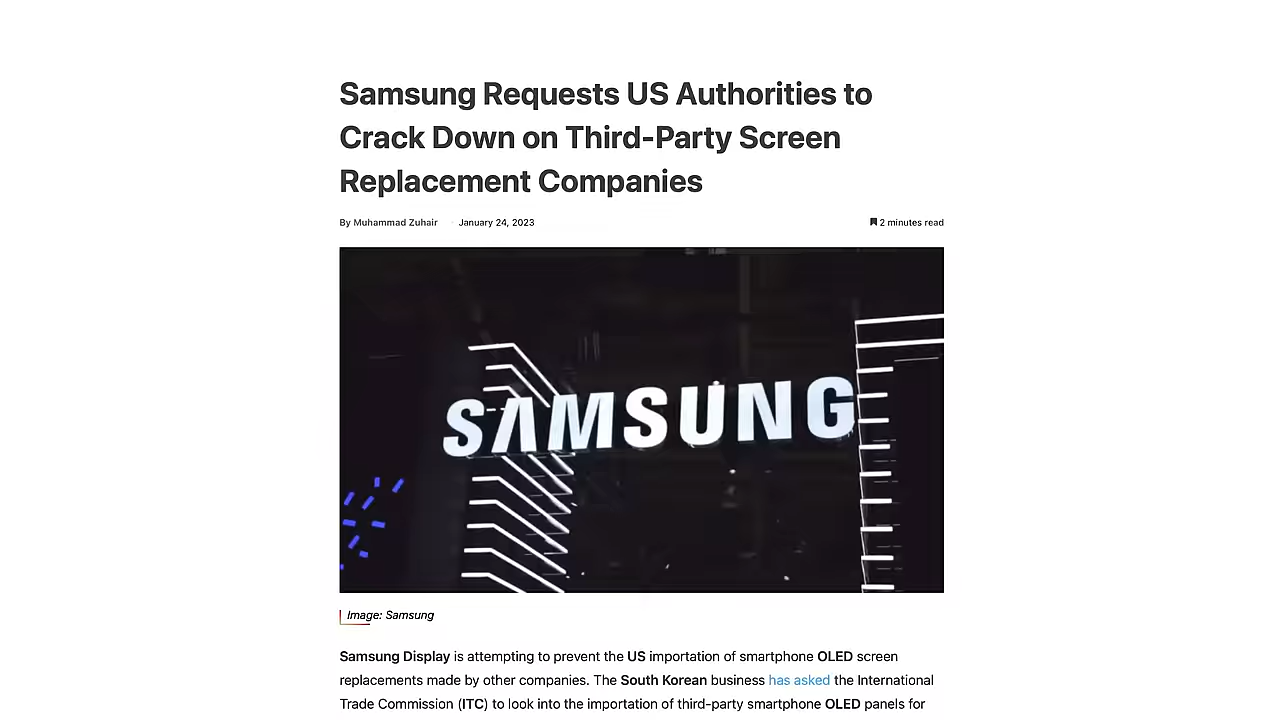 Samsung Requests US Authorities to
Crack Down on Third-Party Screen
Replacement Companies
By Muhammad Zuhair · January 24, 2023 2 minutes read
SAMSUNG
Image: Samsung
Samsung Display is attempting to prevent the US importation of smartphone OLED screen
replacements made by other companies. The South Korean business has asked the International
Trade Commission (ITC) to look into the importation of third-party smartphone OLED panels for